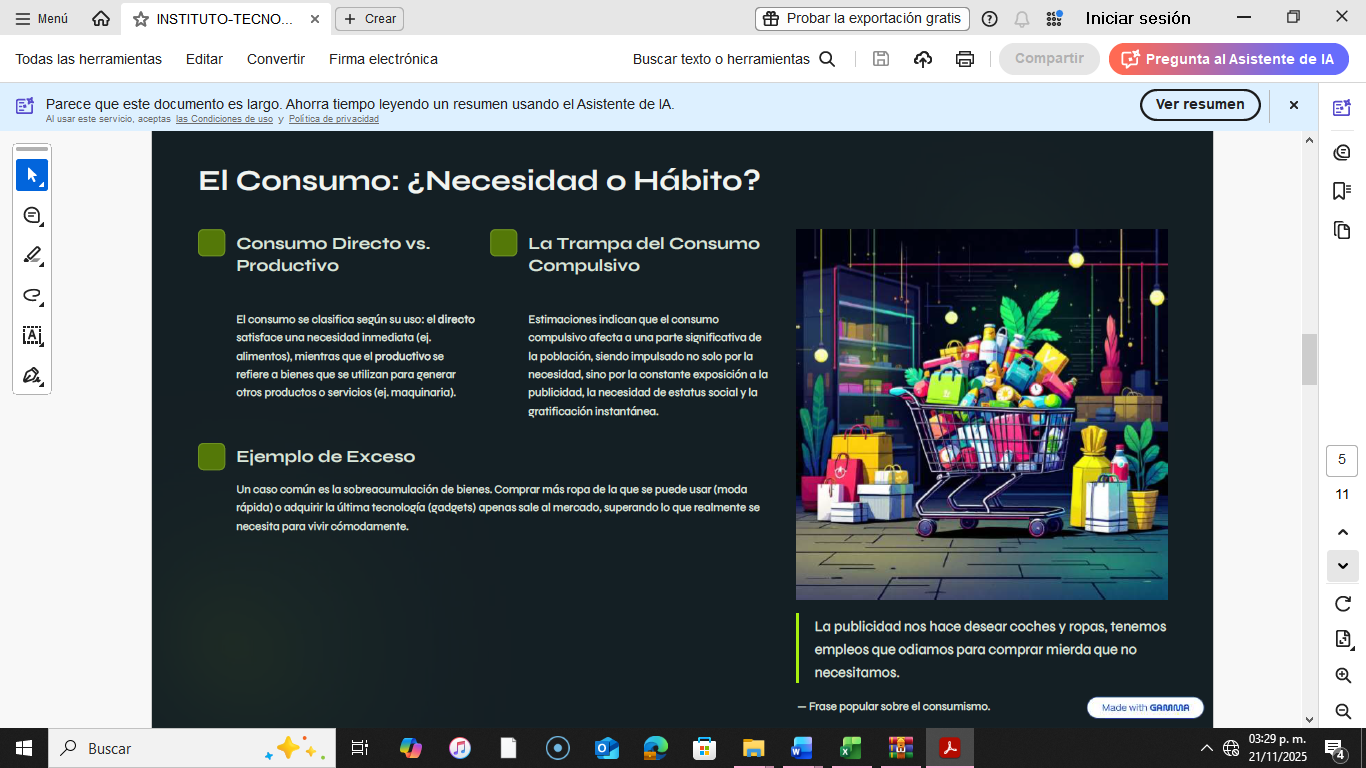 Menú
INSTITUTO-TECNO...
Crear
Probar la exportación gratis
Iniciar sesión
Todas las herramientas
Editar
Convertir
Firma electrónica
Buscar texto o herramientas
Compartir
Pregunta al Asistente de IA
Parece que este documento es largo. Ahorra tiempo leyendo un resumen usando el Asistente de IA.
Al usar este servicio, aceptas las Condiciones de uso y Política de privacidad
Ver resumen
El Consumo: ¿Necesidad o Hábito?
Consumo Directo vs.
Productivo
El consumo se clasifica según su uso: el directo
satisface una necesidad inmediata (ej.
alimentos), mientras que el productivo se
refiere a bienes que se utilizan para generar
otros productos o servicios (ej. maquinaria).
La Trampa del Consumo
Compulsivo
Estimaciones indican que el consumo
compulsivo afecta a una parte significativa de
la población, siendo impulsado no solo por la
necesidad, sino por la constante exposición a la
publicidad, la necesidad de estatus social y la
gratificación instantánea.
Ejemplo de Exceso
Un caso común es la sobreacumulación de bienes. Comprar más ropa de la que se puede usar (moda
rápida) o adquirir la última tecnología (gadgets) apenas sale al mercado, superando lo que realmente se
necesita para vivir cómodamente.
La publicidad nos hace desear coches y ropas, tenemos
empleos que odiamos para comprar mierda que no
necesitamos.
— Frase popular sobre el consumismo.
Made with GAMMA
5
11
Buscar
03:29 p. m.
21/11/2025
4